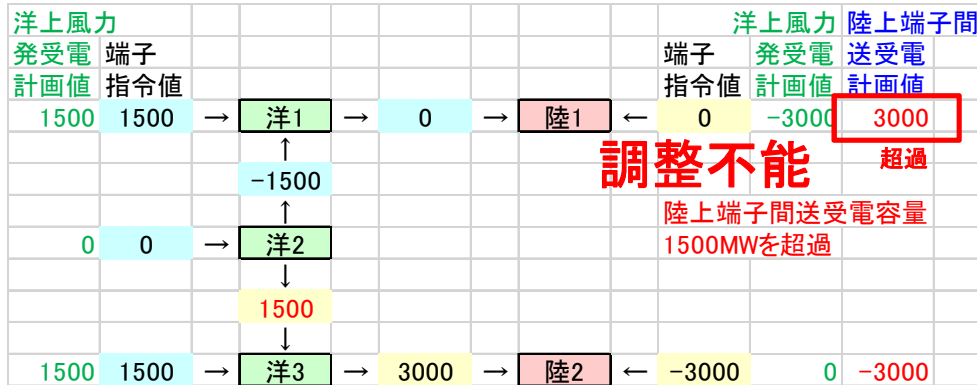 洋上風力 洋上風力 陸上端子間
発受電 端子 端子 発受電 送受電
計画値 指令値 指令値 計画値 計画値
1500 1500 → 洋1 → 0 → 陸1 ← 0 -3000 3000
↑ 調整不能 超過
-1500
↑ 陸上端子間送受電容量
0 0 → 洋2 1500MWを超過
↓
1500
↓
1500 1500 → 洋3 → 3000 → 陸2 ← -3000 0 -3000